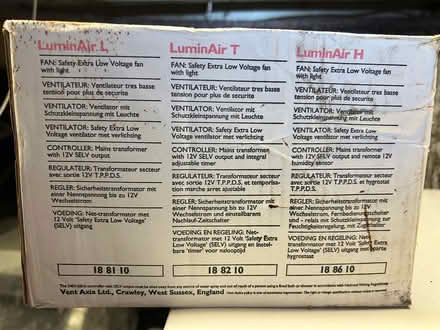 LuminAir L
FAN: Safety Extra Low Voltage fan
with light
VENTILATEUR: Ventilateur tres basse
tension pour plus de securite
VENTILATOR: Ventilator mit
Schutzkleinspannung mit Leuchte
VENTILATOR: Safety Extra Low
Voltage ventilator met verlichting
CONTROLLER: Mains transformer
with 12V SELV output
REGULATEUR: Transformateur secteur
avec sortie 12V T.P.P.D.S.
REGLER: Sicherheitstransformator mit
einer Nennspannung bis zu 12V
Wechselstrom
VOEDING: Net-transformator met
12 Volt 'Safety Extra Low Voltage'
(SELV) uitgang
18 81 10
LuminAir T
FAN: Safety Extra Low Voltage fan
with light
VENTILATEUR: Ventilateur tres basse
tension pour plus de securite
VENTILATOR: Ventilator mit
Schutzkleinspannung mit Leuchte
VENTILATOR: Safety Extra Low
Voltage ventilator met verlichting
CONTROLLER: Mains transformer
with 12V SELV output and integral
adjustable timer
REGULATEUR: Transformateur secteur
avec sortie 12V T.P.P.D.S. et temporisation
marche arret ajustable
REGLER: Sicherheitstransformator mit
einer Nennspannung bis zu 12V
Wechselstrom und einstellbarem
Nachlauf-Zeitschalter
VOEDING en REGELING: Net-
transformator met 12 Volt 'Safety Extra
Low Voltage' (SELV) uitgang en instel-
baar 'timer' voor nalooptijd
18 82 10
LuminAir H
FAN: Safety Extra Low Voltage fan
with light
VENTILATEUR: Ventilateur tres basse
tension pour plus de securite
VENTILATOR: Ventilator mit
Schutzkleinspannung mit Leuchte
VENTILATOR: Safety Extra Low
Voltage ventilator met verlichting
CONTROLLER: Mains transformer
with 12V SELV output and remote 12V
humidity sensor
REGULATEUR: Transformateur secteur
avec sortie 12V T.P.P.D.S. et hygrostat
T.P.P.D.S.
REGLER: Sicherheitstransformator mit
einer Nennspannung bis zu 12V
Wechselstrom, Fernbedienung
und - relais mit Schutzkleinspannung mit
Feuchtigkeitsregelung, mit Zugschalter
VOEDING en REGELING: Net-
transformator met 12 Volt 'Safety Extra
Low Voltage' (SELV) uitgang met aparte
hygrostaat
18 86 10
Vent Axia Ltd., Crawley, West Sussex, England